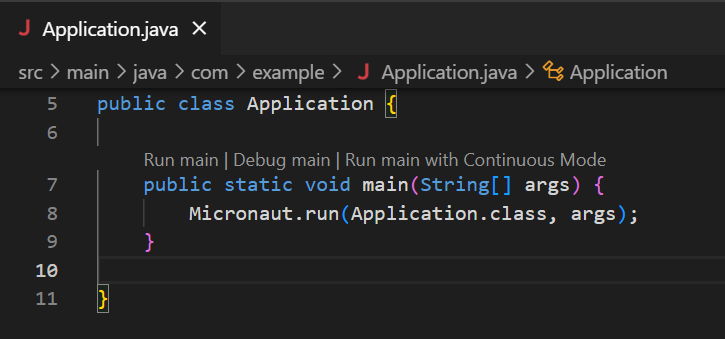 J Application.java ×
src > main > java > com > example > J Application.java > Application
5 public class Application {
6
Run main | Debug main | Run main with Continuous Mode
7 public static void main(String[] args) {
8 Micronaut.run(Application.class, args);
9 }
10
11 }